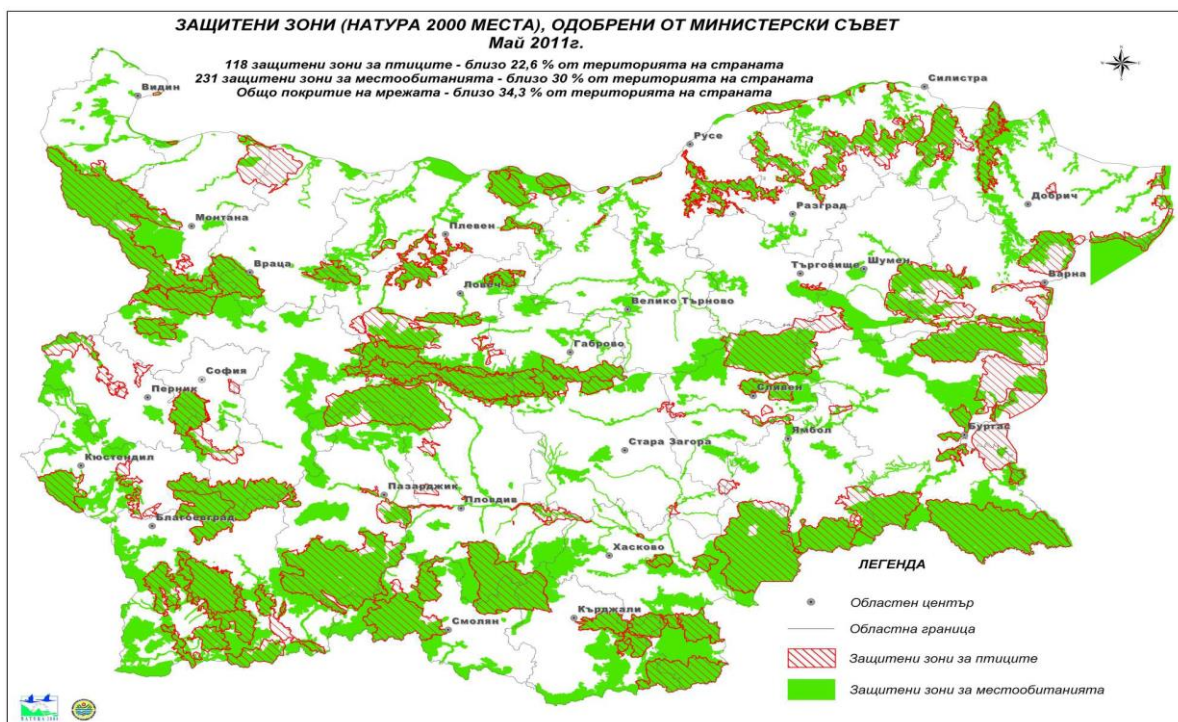 ЗАЩИТЕНИ ЗОНИ (НАТУРА 2000 МЕСТА), ОДОБРЕНИ ОТ МИНИСТЕРСКИ СЪВЕТ
Май 2011г.
118 защитени зони за птиците - близо 22,6 % от територията на страната
231 защитени зони за местообитанията - близо 30 % от територията на страната
Общо покритие на мрежата - близо 34,3 % от територията на страната
Видин
Силистра
Русе
Добрич
Разград
Монтана
Плевен
Шумен
Търговище
Враца
Варна
Ловеч
Велико Търново
Габрово
София
Перник
Сливен
Ямбол
Бургас
Стара Загора
Кюстендил
Пазарджик
Пловдив
Благоевград
Хасково
Кърджали
Смолян
ЛЕГЕНДА
Областен център
Областна граница
Защитени зони за птиците
Защитени зони за местообитанията
НАТУРА 2000